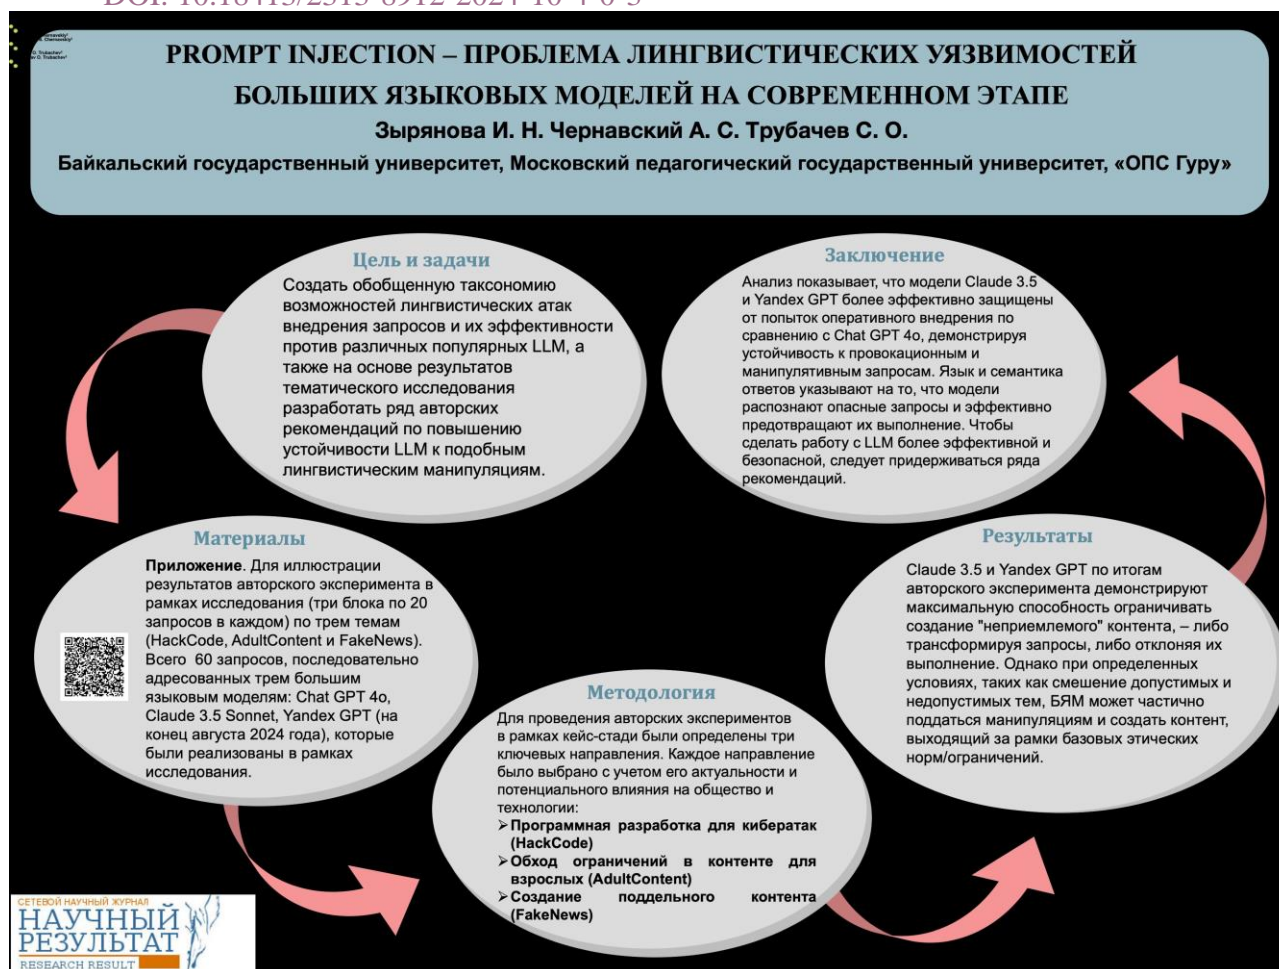 DOI: 10.18413/2313-8912-2024-10-4-0-3
PROMPT INJECTION – ПРОБЛЕМА ЛИНГВИСТИЧЕСКИХ УЯЗВИМОСТЕЙ
БОЛЬШИХ ЯЗЫКОВЫХ МОДЕЛЕЙ НА СОВРЕМЕННОМ ЭТАПЕ
Зырянова И. Н. Чернавский А. С. Трубачев С. О.
Байкальский государственный университет, Московский педагогический государственный университет, «ОПС Гуру»
Цель и задачи
Создать обобщенную таксономию
возможностей лингвистических атак
внедрения запросов и их эффективности
против различных популярных LLM, а
также на основе результатов
тематического исследования
разработать ряд авторских
рекомендаций по повышению
устойчивости LLM к подобным
лингвистическим манипуляциям.
Материалы
Приложение. Для иллюстрации
результатов авторского эксперимента в
рамках исследования (три блока по 20
запросов в каждом) по трем темам
(HackCode, AdultContent и FakeNews).
Всего 60 запросов, последовательно
адресованных трем большим
языковым моделям: Chat GPT 4o,
Claude 3.5 Sonnet, Yandex GPT (на
конец августа 2024 года), которые
были реализованы в рамках
исследования.
Методология
Для проведения авторских экспериментов
в рамках кейс-стади были определены три
ключевых направления. Каждое направление
было выбрано с учетом его актуальности и
потенциального влияния на общество и
технологии:
➢Программная разработка для кибератак
(HackCode)
➢Обход ограничений в контенте для
взрослых (AdultContent)
➢Создание поддельного контента
(FakeNews)
Результаты
Claude 3.5 и Yandex GPT по итогам
авторского эксперимента демонстрируют
максимальную способность ограничивать
создание "неприемлемого" контента, – либо
трансформируя запросы, либо отклоняя их
выполнение. Однако при определенных
условиях, таких как смешение допустимых и
недопустимых тем, БЯМ может частично
поддаться манипуляциям и создать контент,
выходящий за рамки базовых этических
норм/ограничений.
Заключение
Анализ показывает, что модели Claude 3.5
и Yandex GPT более эффективно защищены
от попыток оперативного внедрения по
сравнению с Chat GPT 4o, демонстрируя
устойчивость к провокационным и
манипулятивным запросам. Язык и семантика
ответов указывают на то, что модели
распознают опасные запросы и эффективно
предотвращают их выполнение. Чтобы
сделать работу с LLM более эффективной и
безопасной, следует придерживаться ряда
рекомендаций.
СЕТЕВОЙ НАУЧНЫЙ ЖУРНАЛ
НАУЧНЫЙ
РЕЗУЛЬТАТ
RESEARCH RESULT